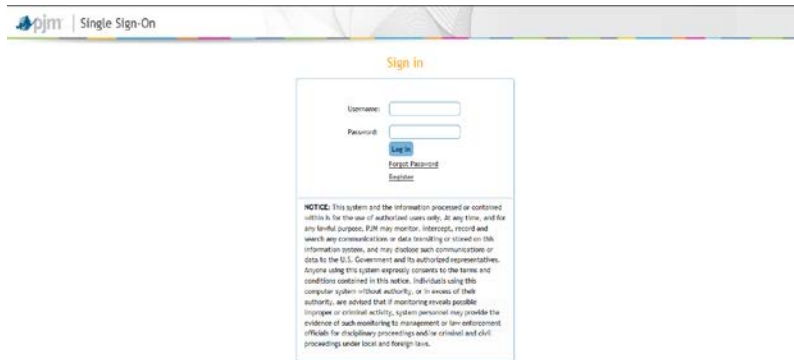 pjm | Single Sign-On
Sign in
Username:
Password:
Log in
Forgot Password
Register
NOTICE: This system and the information processed or contained
within is for the use of authorized users only. At any time, and for
any lawful purpose, PJM may monitor, intercept, record and
search any communications or data transiting or stored on this
information system, and may disclose such communications or
data to the U.S. Government and its authorized representatives.
Anyone using this system expressly consents to the terms and
conditions contained in this notice. Individuals using this
computer system without authority, or in excess of their
authority, are advised that if monitoring reveals possible
improper or criminal activity, system personnel may provide the
evidence of such monitoring to management or law enforcement
officials for disciplinary proceedings and/or criminal and civil
proceedings under local and foreign laws.